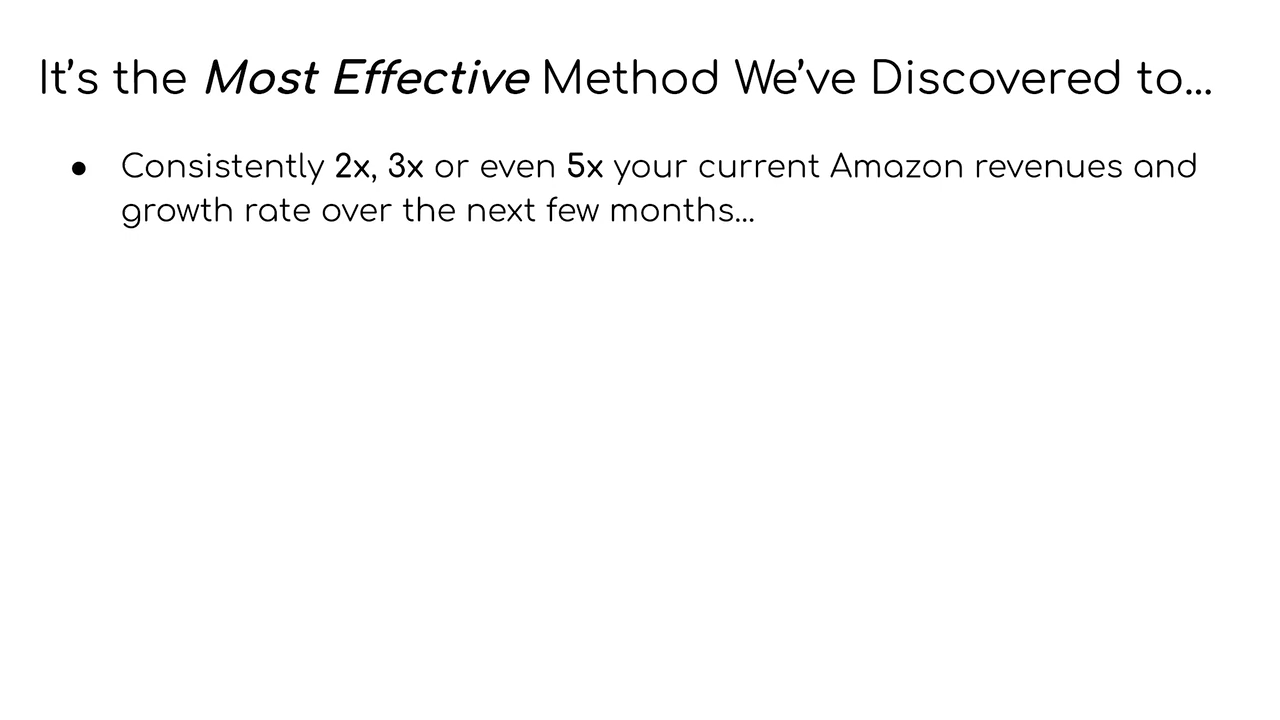 It’s the Most Effective Method We’ve Discovered to...
● Consistently 2x, 3x or even 5x your current Amazon revenues and
growth rate over the next few months...